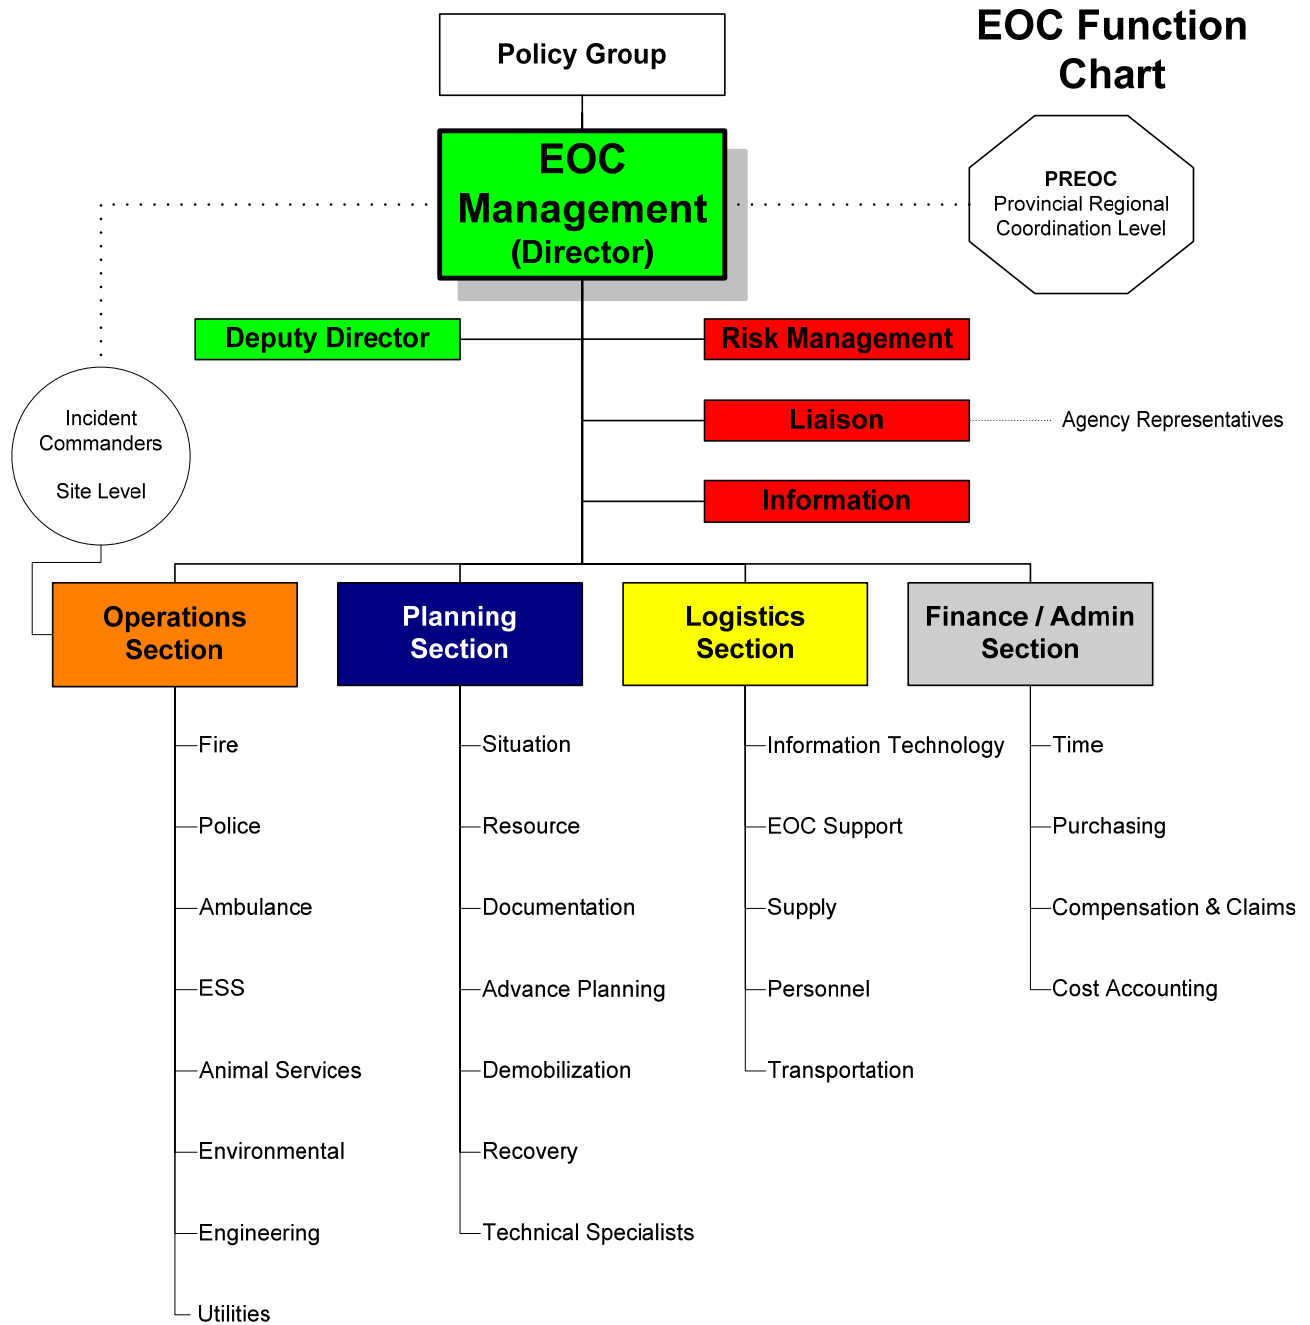 EOC Function
Chart
Policy Group
EOC
Management
(Director)
PREOC
Provincial Regional
Coordination Level
Deputy Director
Risk Management
Incident
Commanders
Site Level
Liaison
Agency Representatives
Information
Operations
Section
Planning
Section
Logistics
Section
Finance / Admin
Section
Fire
Police
Ambulance
ESS
Animal Services
Environmental
Engineering
Utilities
Situation
Resource
Documentation
Advance Planning
Demobilization
Recovery
Technical Specialists
Information Technology
EOC Support
Supply
Personnel
Transportation
Time
Purchasing
Compensation & Claims
Cost Accounting